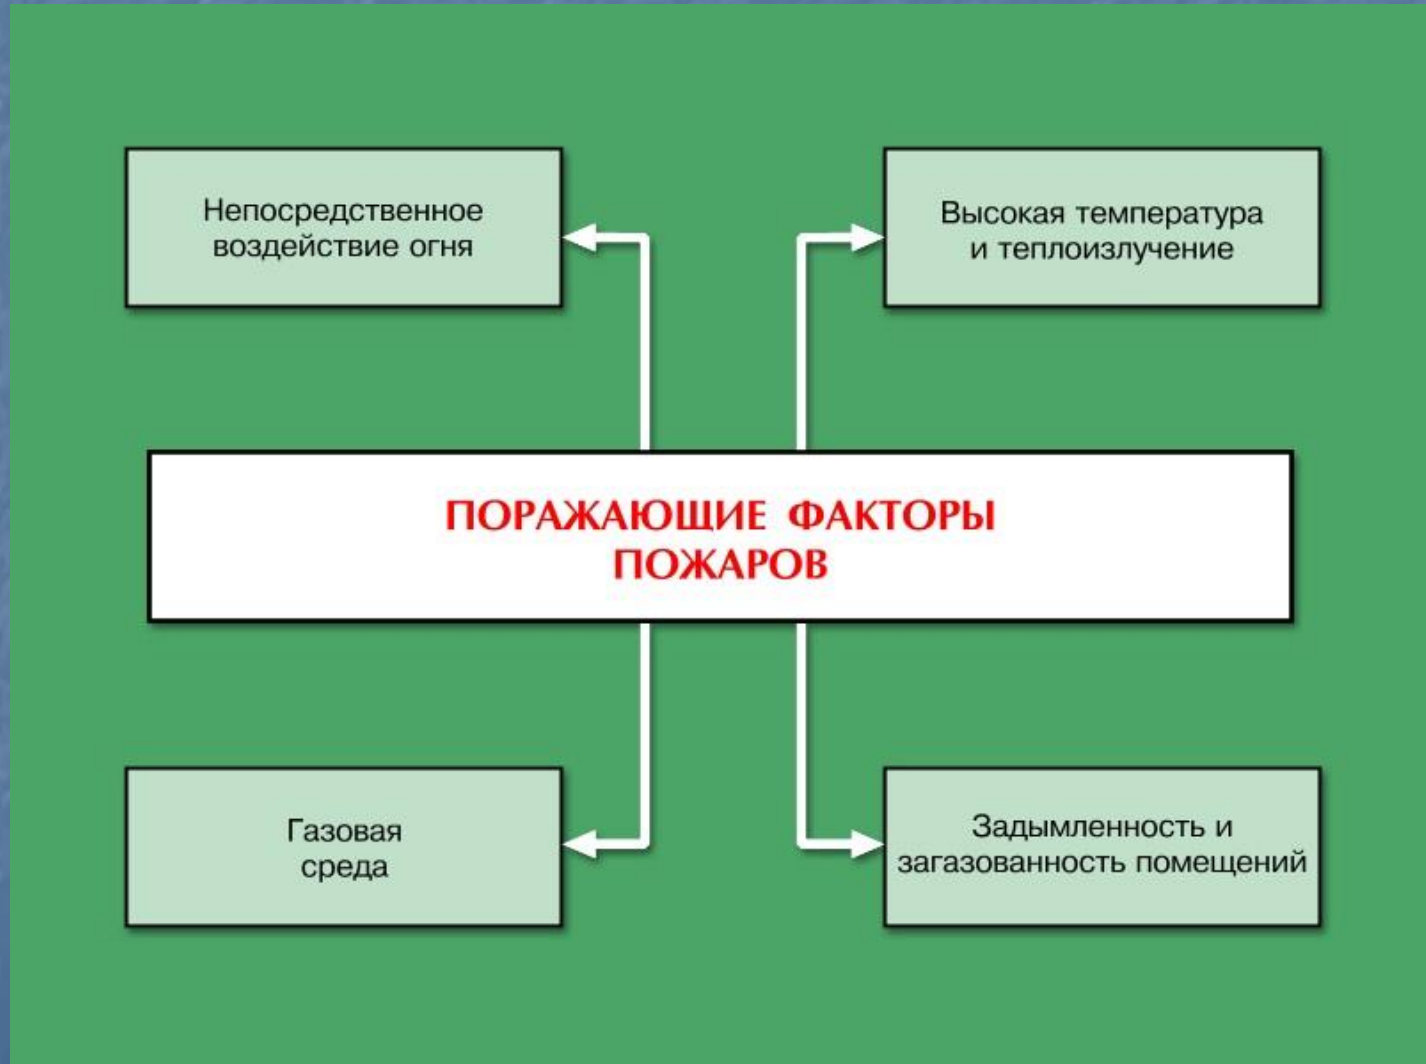 Непосредственное
воздействие огня
Высокая температура
и теплоизлучение
ПОРАЖАЮЩИЕ ФАКТОРЫ
ПОЖАРОВ
Газовая
среда
Задымленность и
загазованность помещений